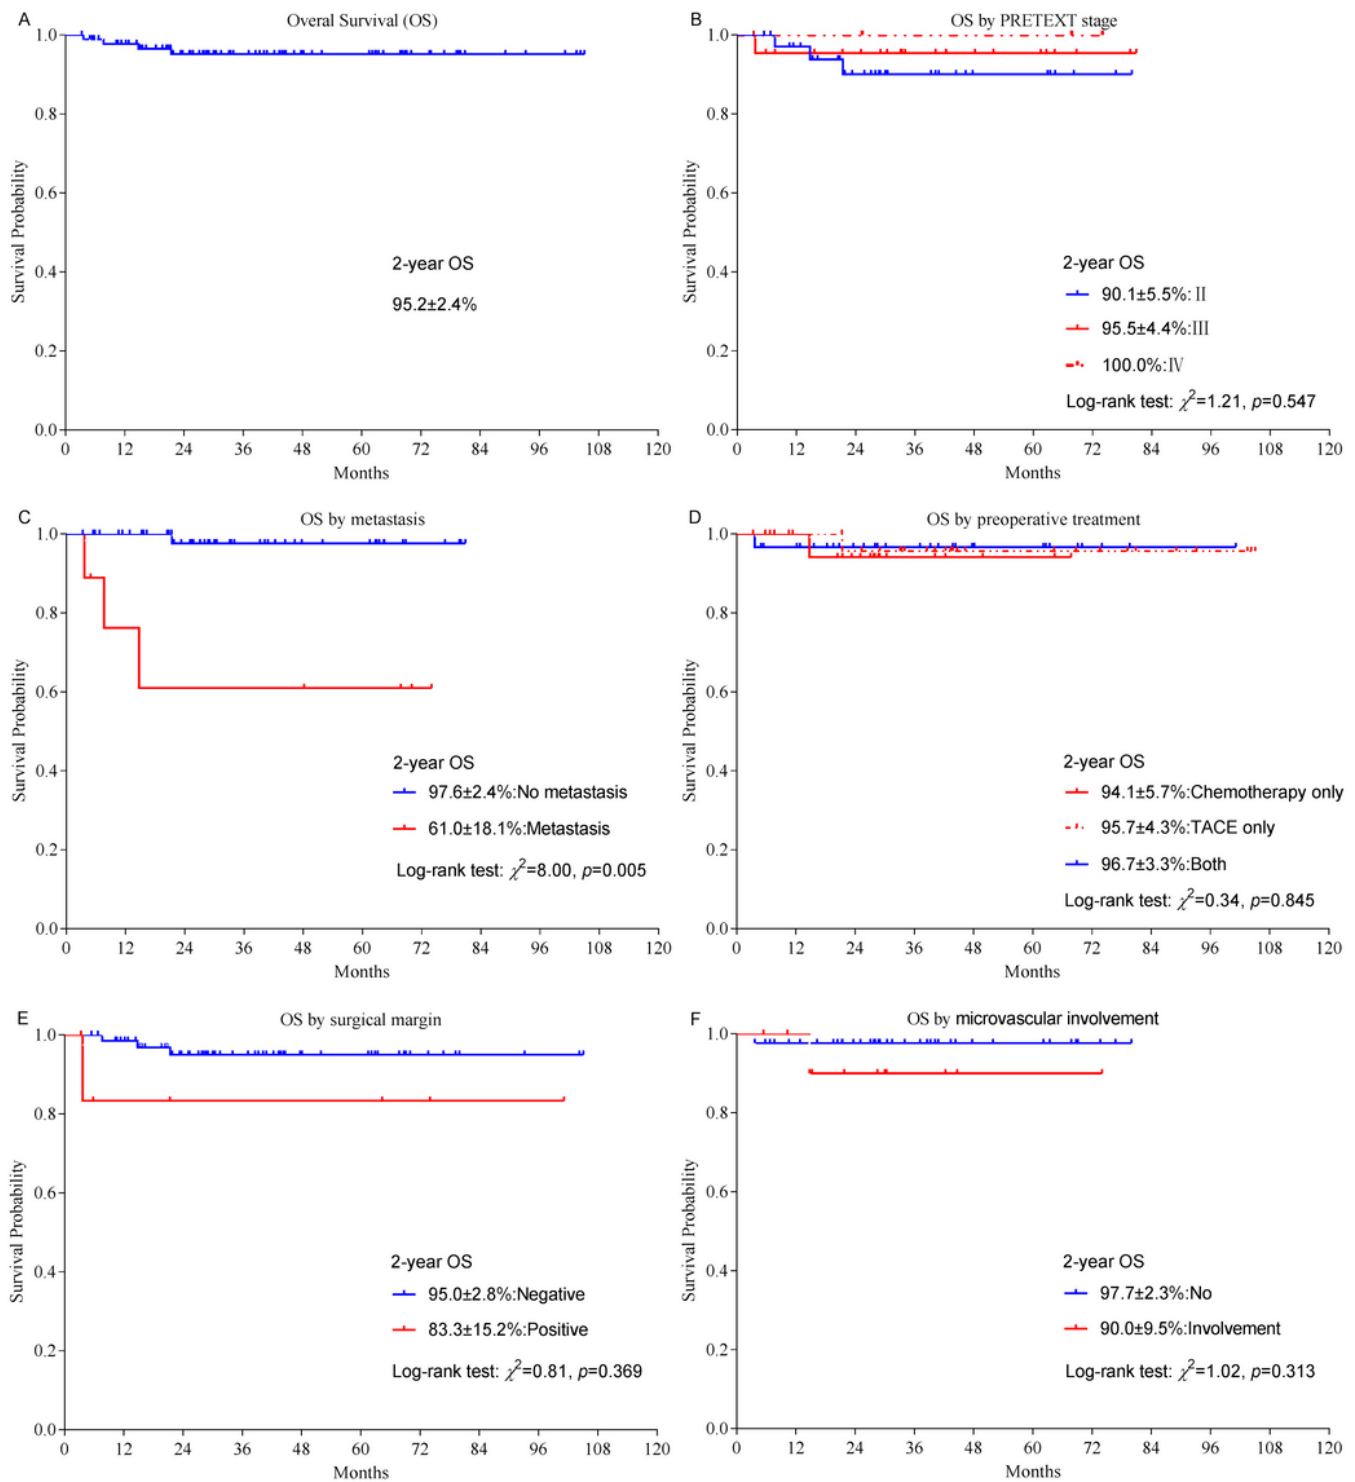 A
Overal Survival (OS)
Survival Probability
1.0
0.8
0.6
0.4
0.2
0.0
2-year OS
95.2±2.4%
0 12 24 36 48 60 72 84 96 108 120
Months
B
OS by PRETEXT stage
Survival Probability
1.0
0.8
0.6
0.4
0.2
0.0
2-year OS
90.1±5.5%:II
95.5±4.4%:III
100.0%:IV
Log-rank test: χ²=1.21, p=0.547
0 12 24 36 48 60 72 84 96 108 120
Months
C
OS by metastasis
Survival Probability
1.0
0.8
0.6
0.4
0.2
0.0
2-year OS
97.6±2.4%:No metastasis
61.0±18.1%:Metastasis
Log-rank test: χ²=8.00, p=0.005
0 12 24 36 48 60 72 84 96 108 120
Months
D
OS by preoperative treatment
Survival Probability
1.0
0.8
0.6
0.4
0.2
0.0
2-year OS
94.1±5.7%:Chemotherapy only
95.7±4.3%:TACE only
96.7±3.3%:Both
Log-rank test: χ²=0.34, p=0.845
0 12 24 36 48 60 72 84 96 108 120
Months
E
OS by surgical margin
Survival Probability
1.0
0.8
0.6
0.4
0.2
0.0
2-year OS
95.0±2.8%:Negative
83.3±15.2%:Positive
Log-rank test: χ²=0.81, p=0.369
0 12 24 36 48 60 72 84 96 108 120
Months
F
OS by microvascular involvement
Survival Probability
1.0
0.8
0.6
0.4
0.2
0.0
2-year OS
97.7±2.3%:No
90.0±9.5%:Involvement
Log-rank test: χ²=1.02, p=0.313
0 12 24 36 48 60 72 84 96 108 120
Months